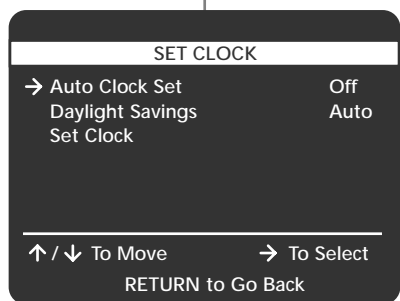 SET CLOCK
→ Auto Clock Set Off
Daylight Savings Auto
Set Clock
↑ / ↓ To Move → To Select
RETURN to Go Back